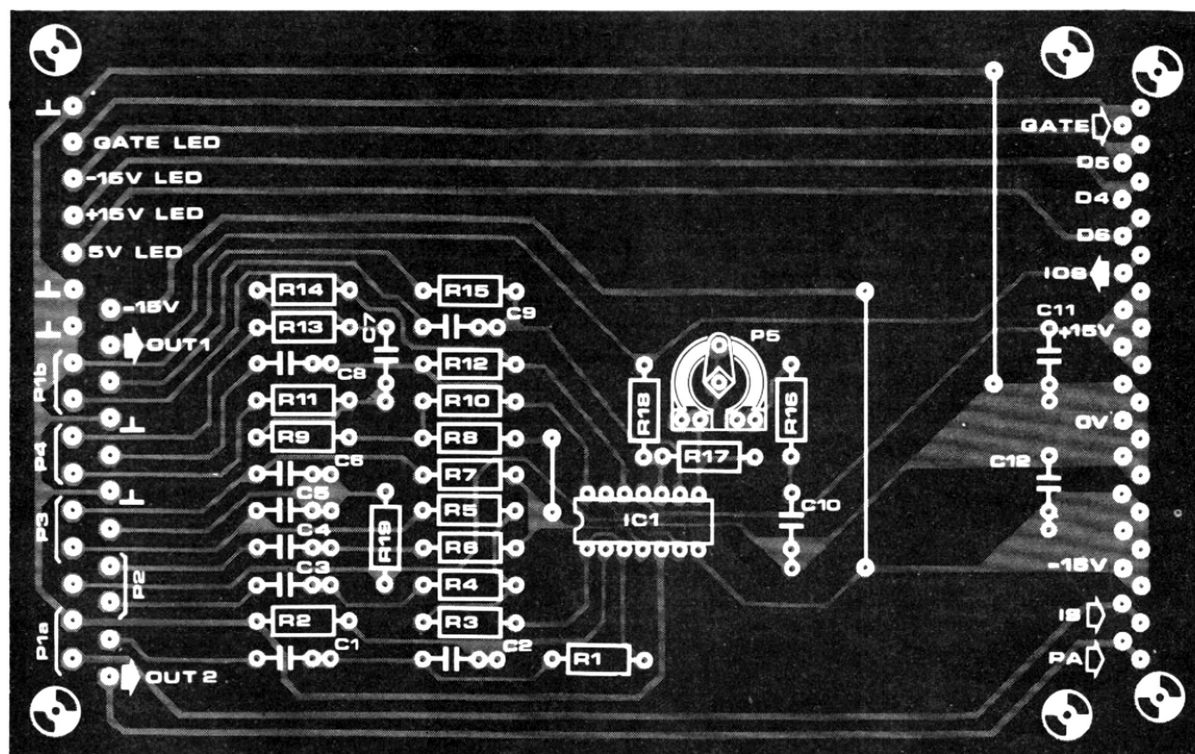 GATE LED
-15V LED
+15V LED
5V LED
-15V
OUT1
P1b
P4
P3
P2
P1a
OUT 2
R14
R15
R13
C7
C9
C8
R12
R11
R10
R9
R8
C6
R7
C5
R5
C4
R19
R6
C3
R4
R2
R3
C1
C2
R1
P5
R18
R16
R17
IC1
C10
GATE
D5
D4
D6
IOS
C11
+15V
0V
C12
-15V
IS
PA